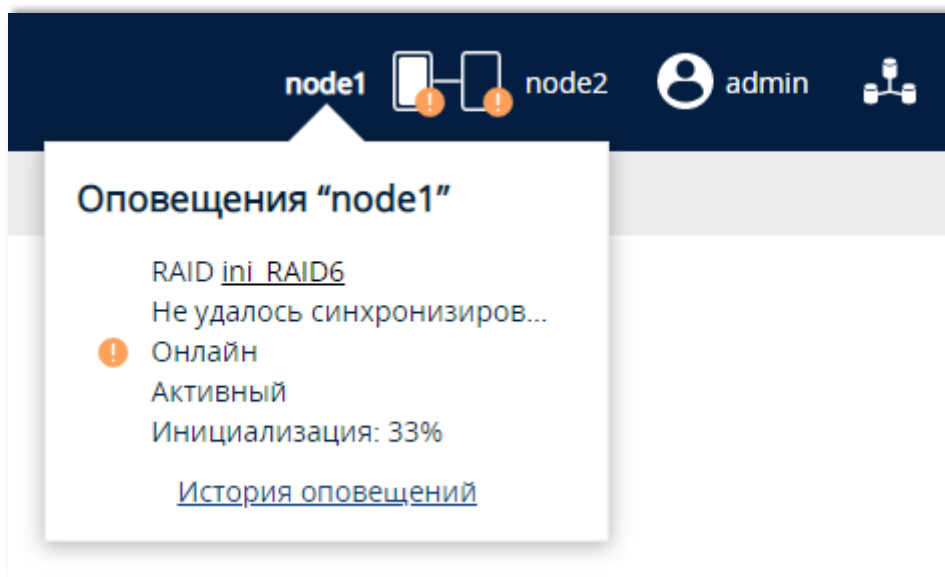 node1 node2 admin
Оповещения “node1”
RAID ini_RAID6
Не удалось синхронизиров...
Онлайн
Активный
Инициализация: 33%
История оповещений